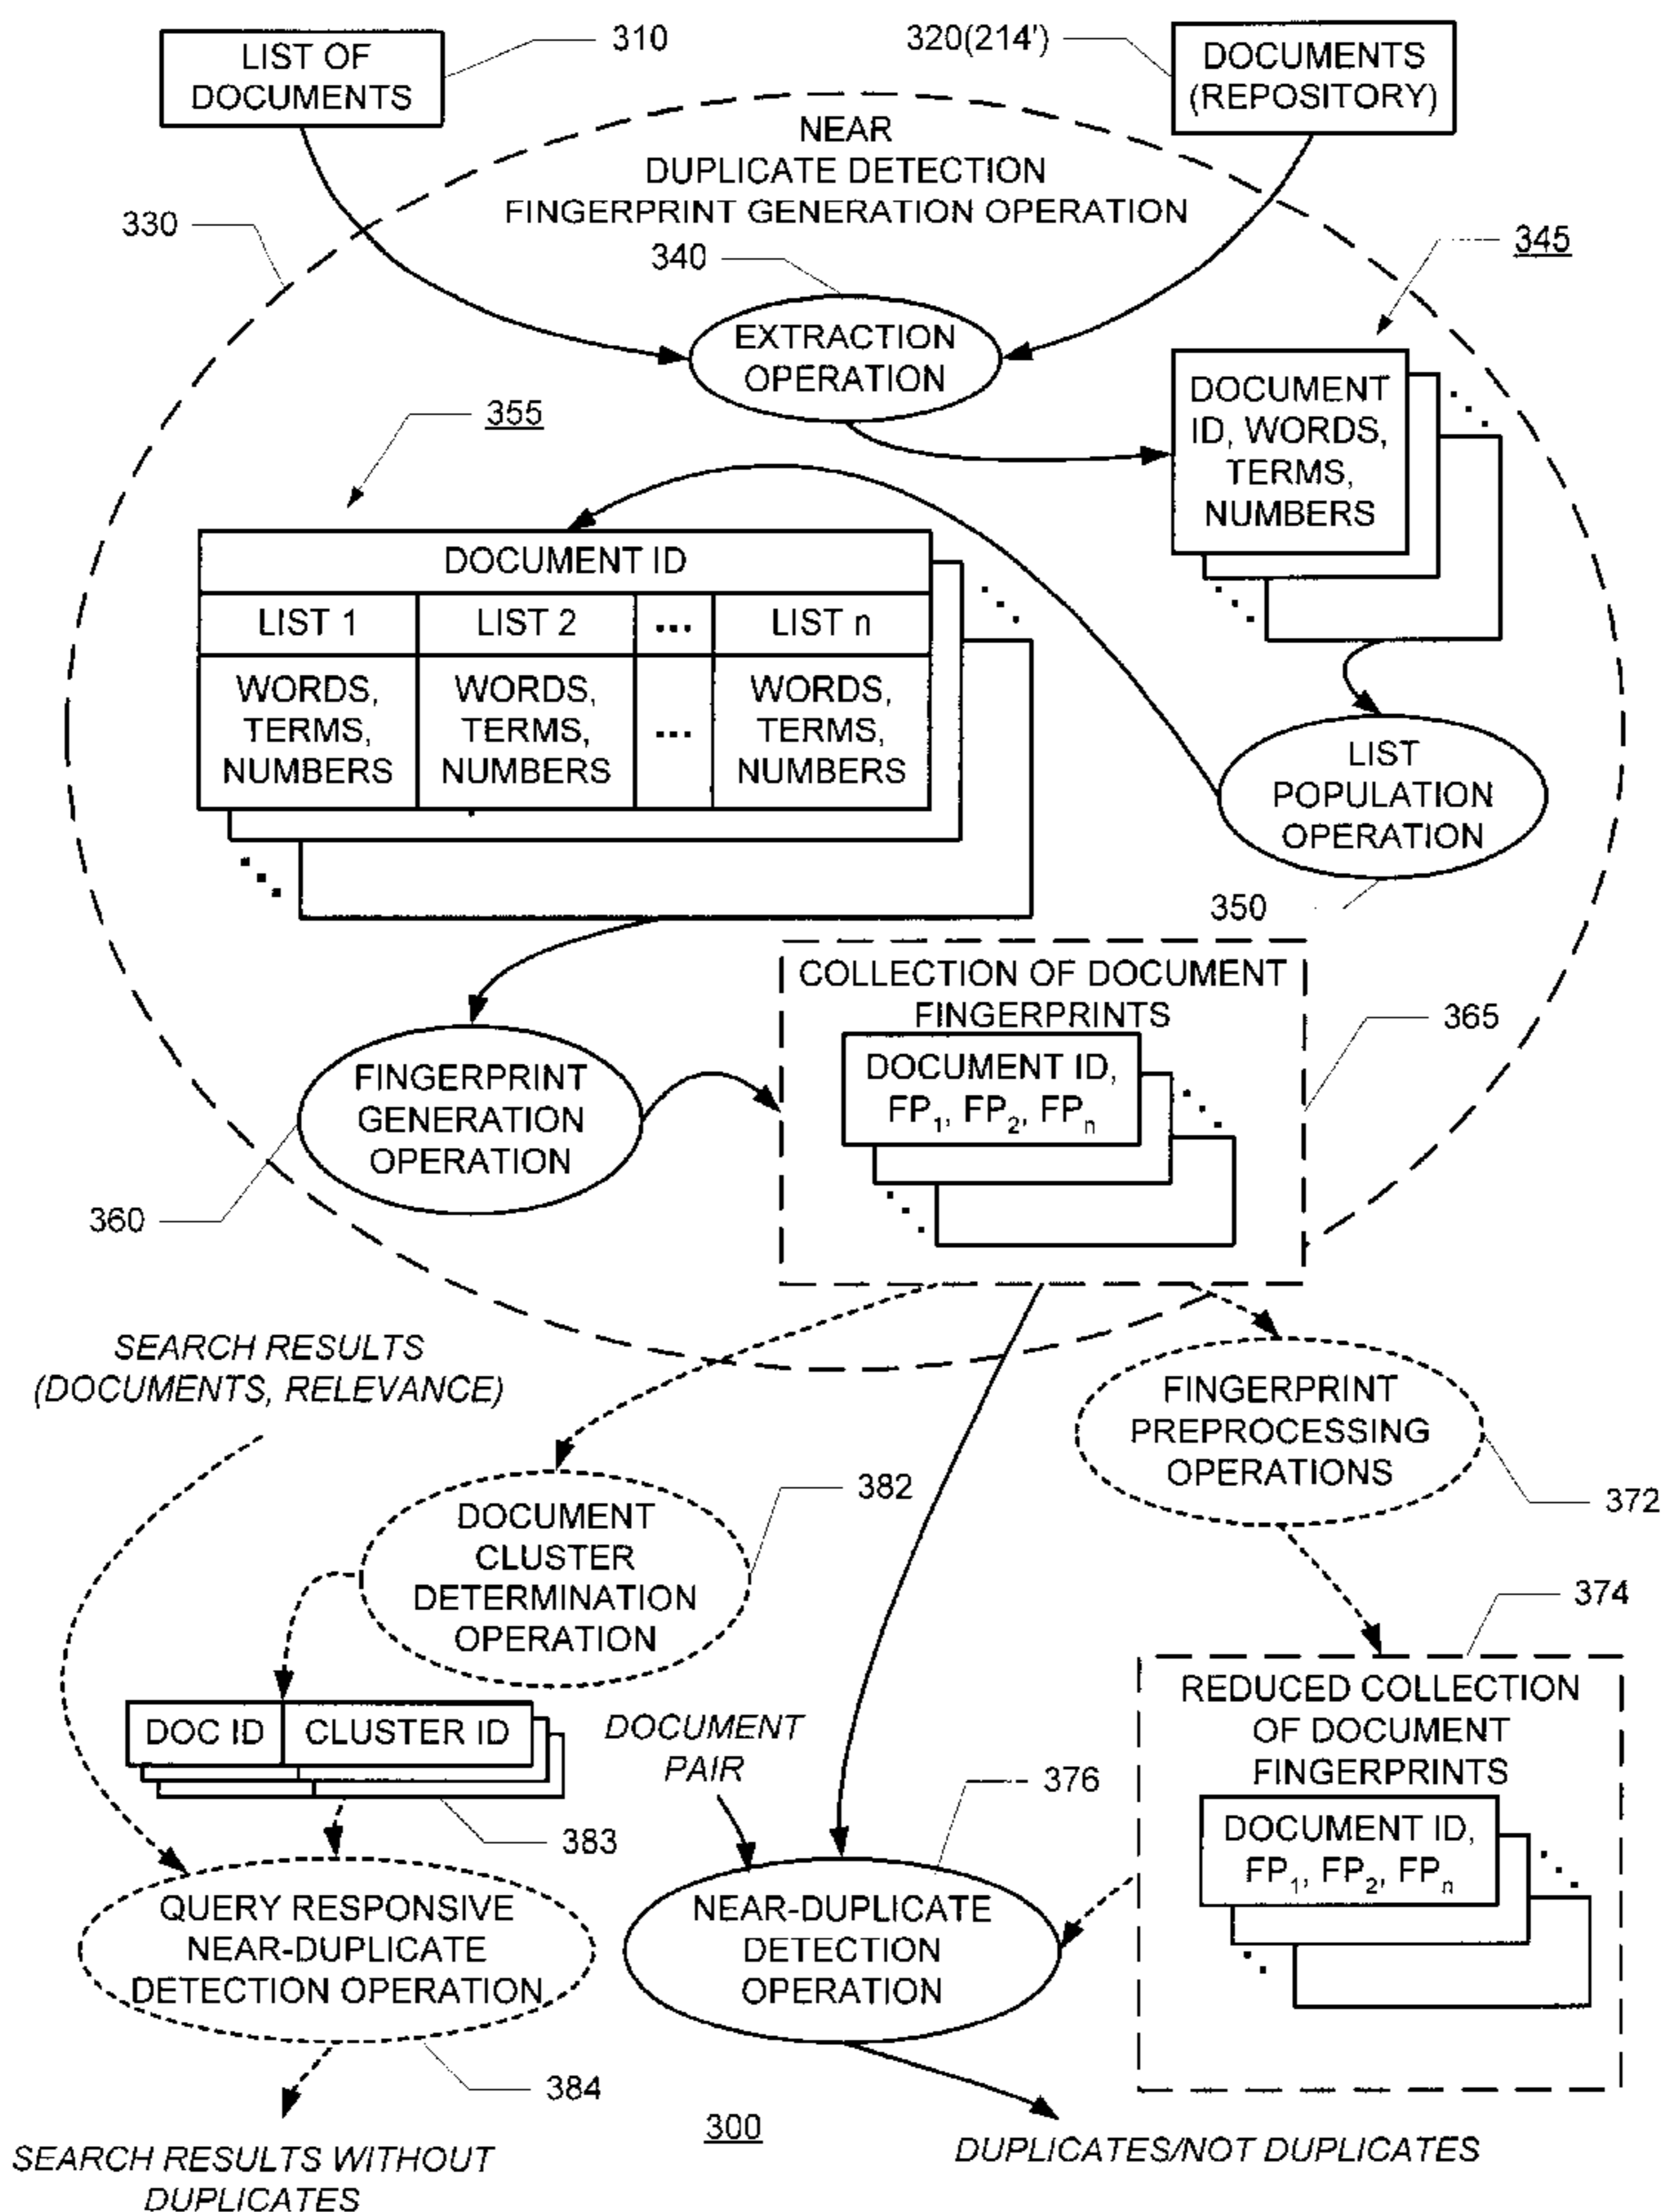 LIST OF
DOCUMENTS
310
320(214')
DOCUMENTS
(REPOSITORY)
NEAR
DUPLICATE DETECTION
FINGERPRINT GENERATION OPERATION
330
340
345
EXTRACTION
OPERATION
DOCUMENT
ID, WORDS,
TERMS,
NUMBERS
355
DOCUMENT ID
LIST 1
LIST 2
...
LIST n
WORDS,
TERMS,
NUMBERS
WORDS,
TERMS,
NUMBERS
...
WORDS,
TERMS,
NUMBERS
LIST
POPULATION
OPERATION
350
COLLECTION OF DOCUMENT
FINGERPRINTS
365
DOCUMENT ID,
FP1, FP2, FPn
FINGERPRINT
GENERATION
OPERATION
360
SEARCH RESULTS
(DOCUMENTS, RELEVANCE)
FINGERPRINT
PREPROCESSING
OPERATIONS
372
382
DOCUMENT
CLUSTER
DETERMINATION
OPERATION
374
REDUCED COLLECTION
OF DOCUMENT
FINGERPRINTS
DOCUMENT ID,
FP1, FP2, FPn
DOC ID
CLUSTER ID
383
DOCUMENT
PAIR
376
QUERY RESPONSIVE
NEAR-DUPLICATE
DETECTION OPERATION
384
NEAR-DUPLICATE
DETECTION
OPERATION
300
SEARCH RESULTS WITHOUT
DUPLICATES
DUPLICATES/NOT DUPLICATES